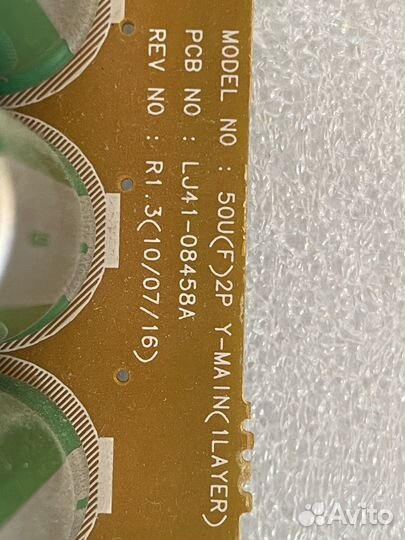 MODEL NO : 50U(F)2P Y-MAIN(1LAYER)
PCB NO : LJ41-08458A
REV NO : R1.3(10/07/16)
Avito